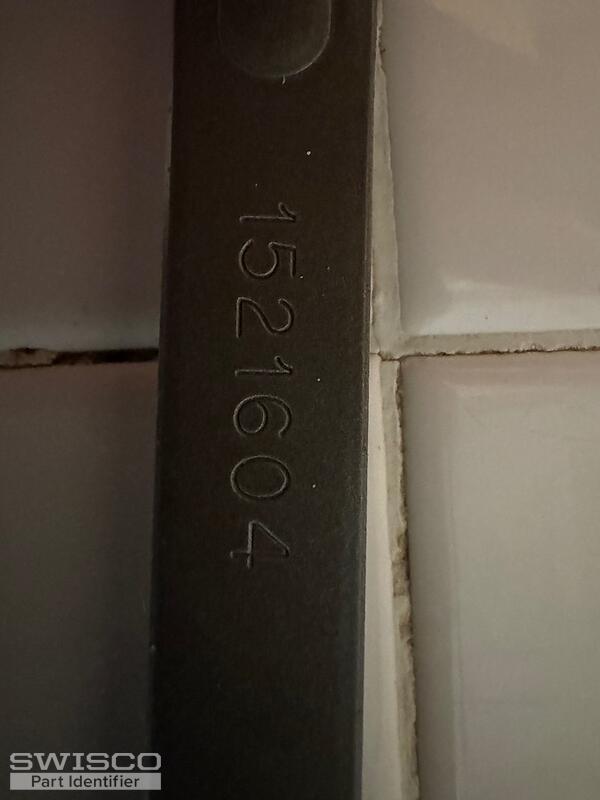 1521604
SWISCO
Part Identifier